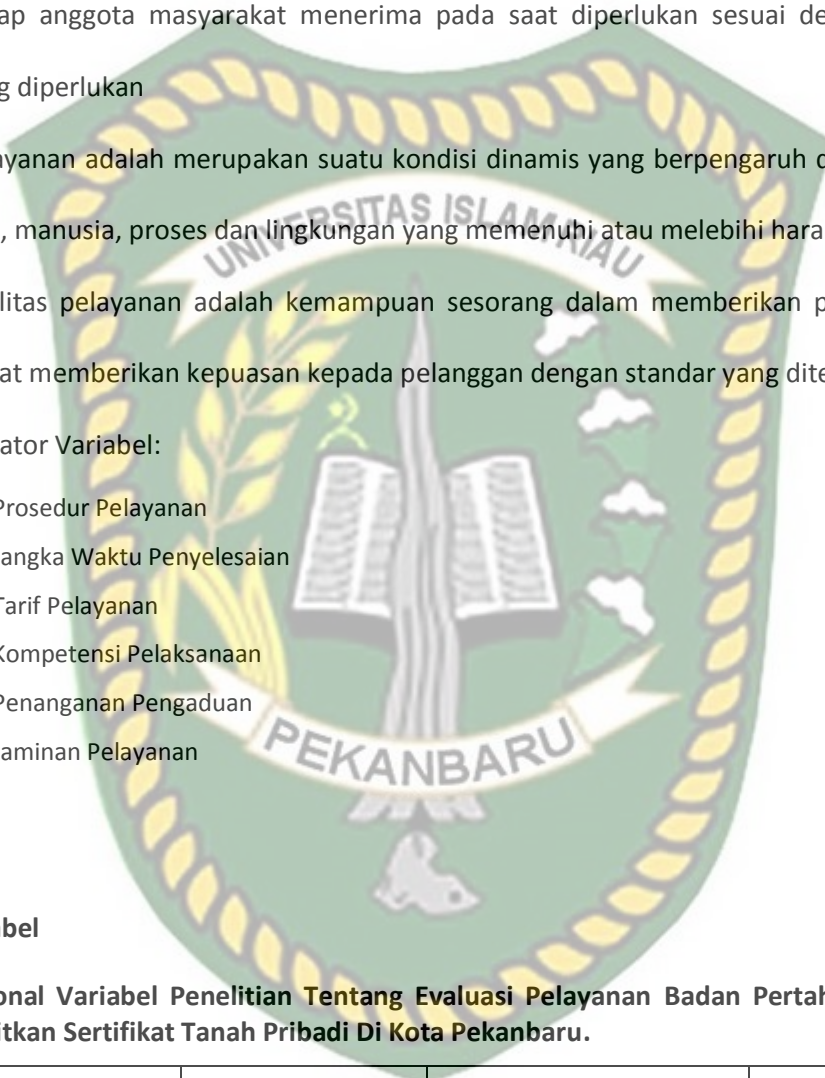 ap anggota masyarakat menerima pada saat diperlukan sesuai de
g diperlukan
yanan adalah merupakan suatu kondisi dinamis yang berpengaruh d
, manusia, proses dan lingkungan yang memenuhi atau melebihi hara
UNIVERSITAS ISLAM RIAU
litas pelayanan adalah kemampuan sesorang dalam memberikan p
at memberikan kepuasan kepada pelanggan dengan standar yang dite
ator Variabel:
Prosedur Pelayanan
angka Waktu Penyelesaian
Tarif Pelayanan
Kompetensi Pelaksanaan
Penanganan Pengaduan
aminan Pelayanan
PEKANBARU
bel
onal Variabel Penelitian Tentang Evaluasi Pelayanan Badan Pertah
itkan Sertifikat Tanah Pribadi Di Kota Pekanbaru.